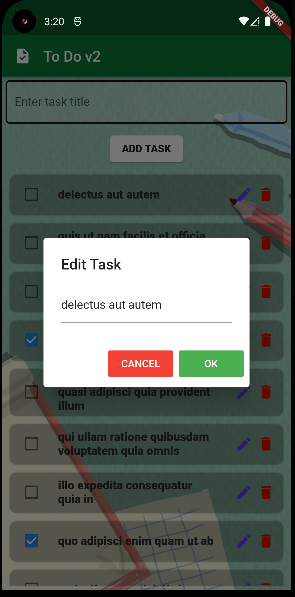 3:20
DEBUG
To Do v2
Enter task title
ADD TASK
delectus aut autem
quis ut nam facilis et officia
Edit Task
delectus aut autem
CANCEL
OK
quasi adipisci quia provident
illum
qui ullam ratione quibusdam
voluptatem quia omnis
illo expedita consequatur
quia in
quo adipisci enim quam ut ab